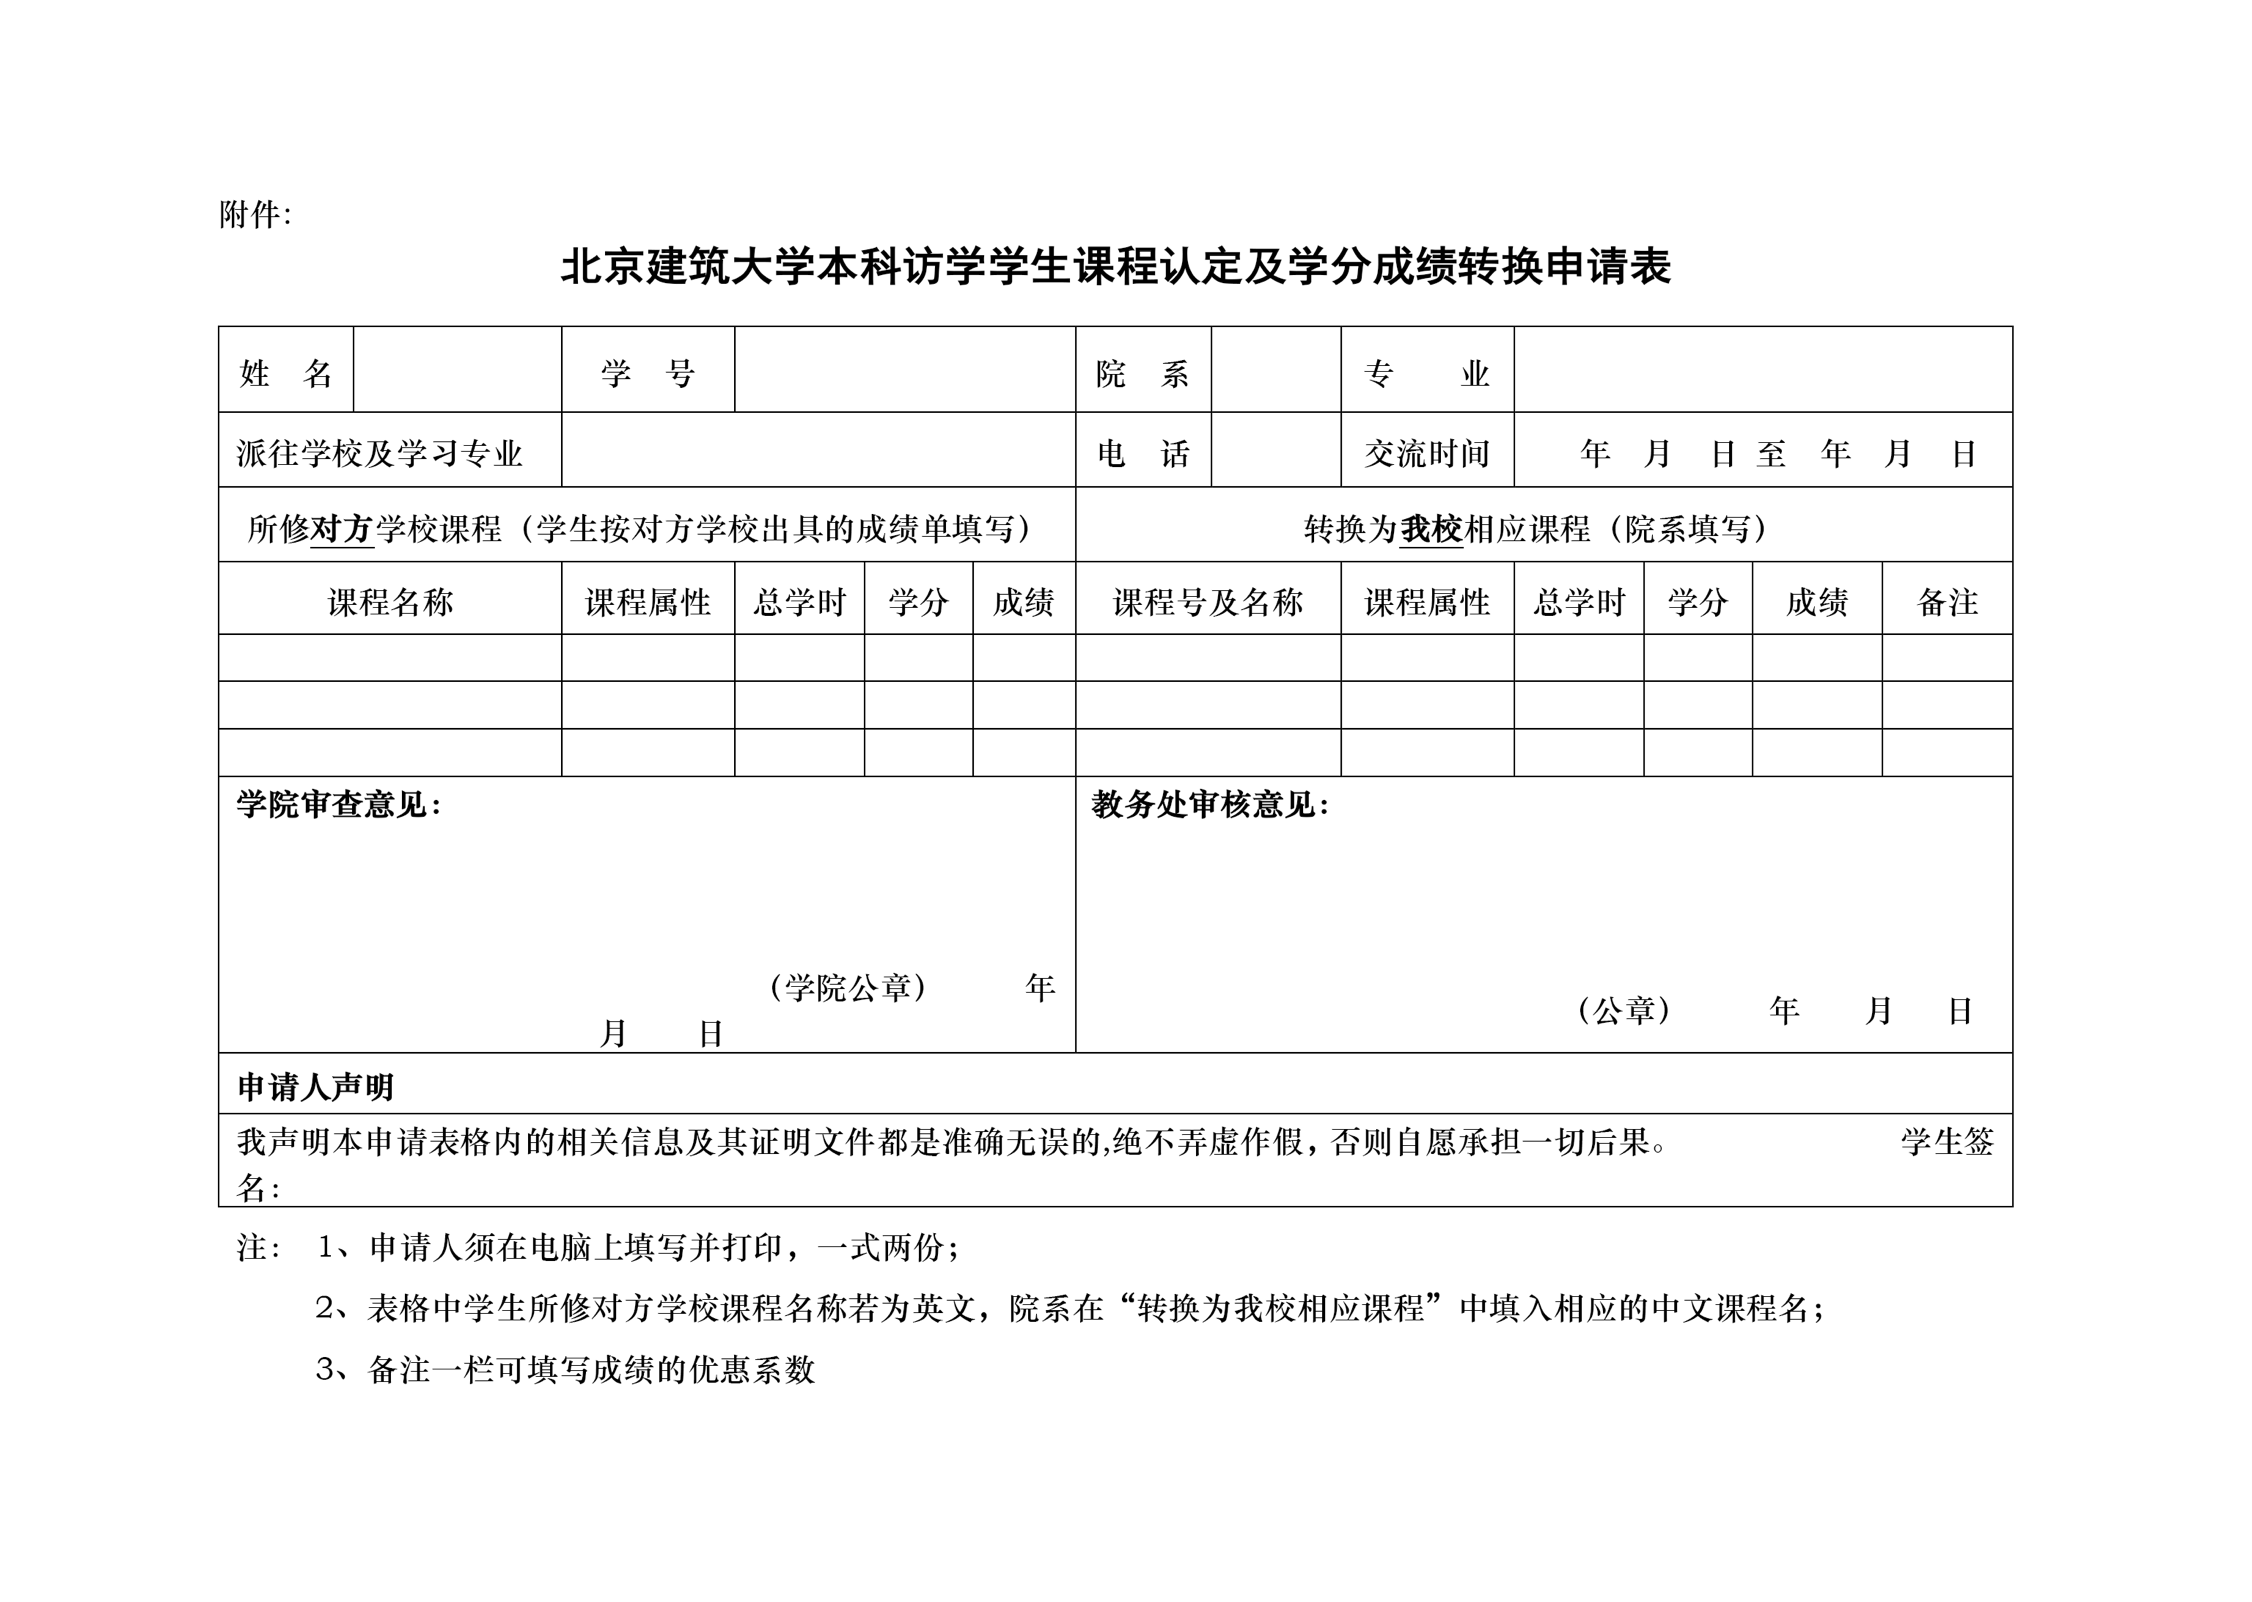 附件：
北京建筑大学本科访学学生课程认定及学分成绩转换申请表
姓 名 学 号 院 系 专 业
派往学校及学习专业 电 话 交流时间 年 月 日 至 年 月 日
所修对方学校课程（学生按对方学校出具的成绩单填写） 转换为我校相应课程（院系填写）
课程名称 课程属性 总学时 学分 成绩 课程号及名称 课程属性 总学时 学分 成绩 备注
学院审查意见： 教务处审核意见：
（学院公章） 年
月 日
（公章） 年 月 日
申请人声明
我声明本申请表格内的相关信息及其证明文件都是准确无误的,绝不弄虚作假，否则自愿承担一切后果。 学生签
名：
注： 1、申请人须在电脑上填写并打印，一式两份；
2、表格中学生所修对方学校课程名称若为英文，院系在“转换为我校相应课程”中填入相应的中文课程名；
3、备注一栏可填写成绩的优惠系数